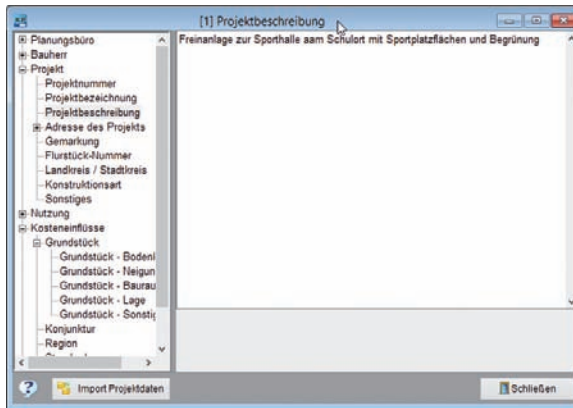 [1] Projektbeschreibung
Planungsbüro
Bauherr
Projekt
Projektnummer
Projektbezeichnung
Projektbeschreibung
Adresse des Projekts
Gemarkung
Flurstück-Nummer
Landkreis / Stadtkreis
Konstruktionsart
Sonstiges
Nutzung
Kosteneinflüsse
Grundstück
Grundstück - Boden
Grundstück - Neigun
Grundstück - Baurau
Grundstück - Lage
Grundstück - Sonstig
Konjunktur
Region
Freinanlage zur Sporthalle aam Schulort mit Sportplatzflächen und Begrünung
? Import Projektdaten
Schließen